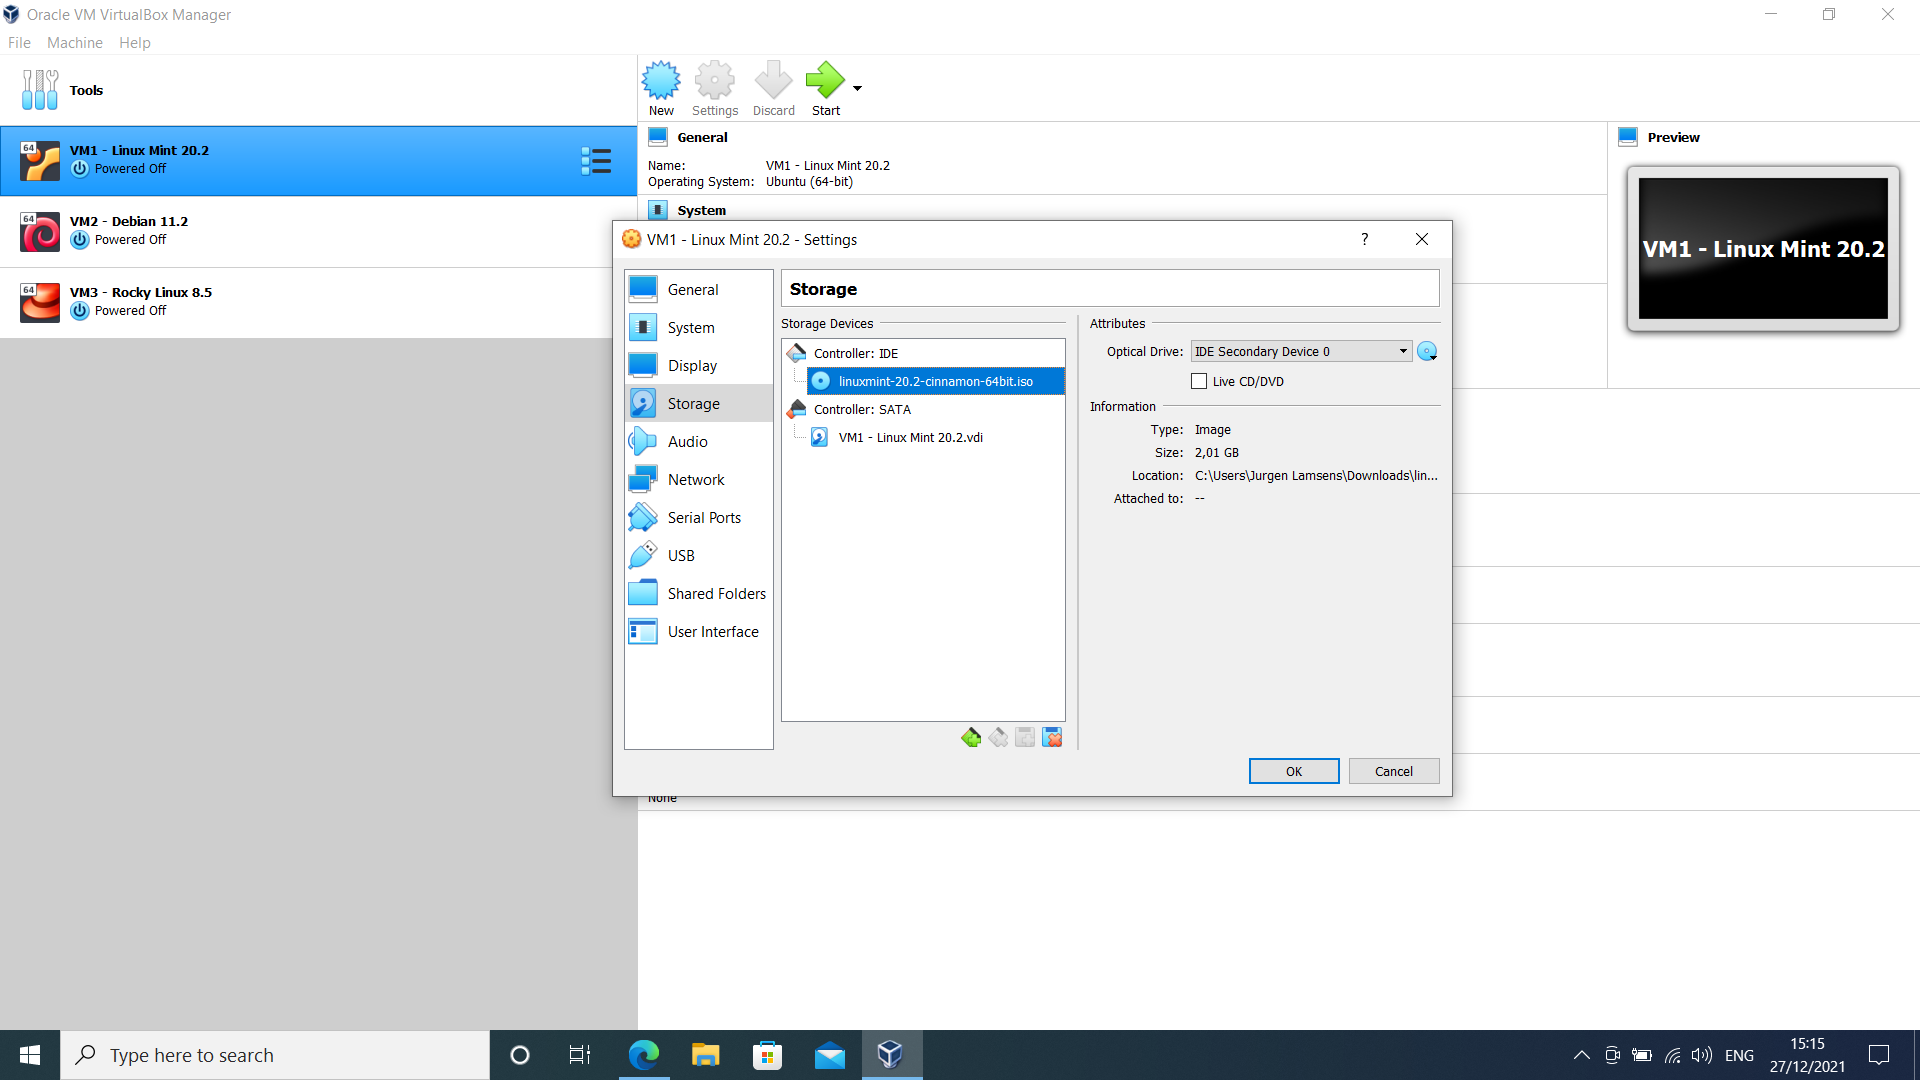 Oracle VM VirtualBox Manager
File Machine Help
Tools
64
VM1 - Linux Mint 20.2
Powered Off
64
VM2 - Debian 11.2
Powered Off
64
VM3 - Rocky Linux 8.5
Powered Off
New Settings Discard Start
General
Name: VM1 - Linux Mint 20.2
Operating System: Ubuntu (64-bit)
System
Preview
VM1 - Linux Mint 20.2
VM1 - Linux Mint 20.2 - Settings
?
General
System
Display
Storage
Audio
Network
Serial Ports
USB
Shared Folders
User Interface
Storage
Storage Devices
Controller: IDE
linuxmint-20.2-cinnamon-64bit.iso
Controller: SATA
VM1 - Linux Mint 20.2.vdi
Attributes
Optical Drive: IDE Secondary Device 0
Live CD/DVD
Information
Type: Image
Size: 2,01 GB
Location: C:\Users\Jurgen Lamsens\Downloads\lin...
Attached to: --
OK Cancel
None
Type here to search
ENG
15:15
27/12/2021